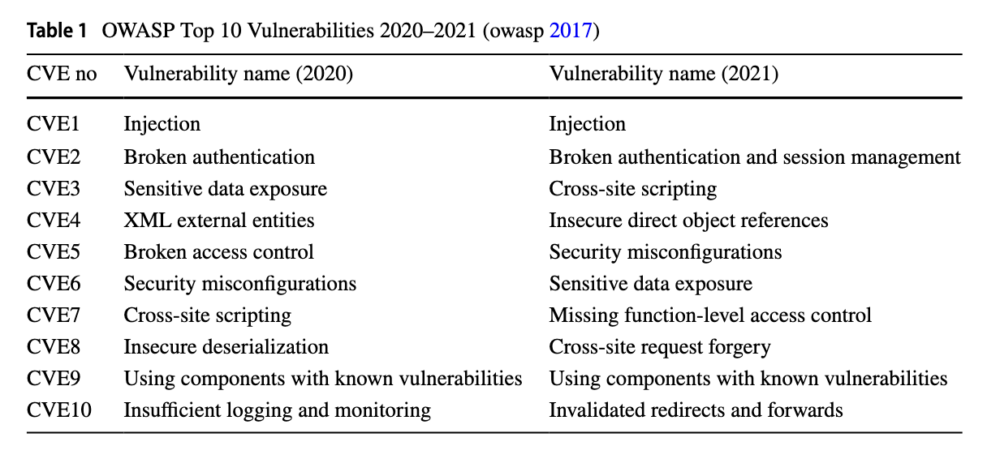 Table 1 OWASP Top 10 Vulnerabilities 2020–2021 (owasp 2017)
CVE no Vulnerability name (2020) Vulnerability name (2021)
CVE1 Injection Injection
CVE2 Broken authentication Broken authentication and session management
CVE3 Sensitive data exposure Cross-site scripting
CVE4 XML external entities Insecure direct object references
CVE5 Broken access control Security misconfigurations
CVE6 Security misconfigurations Sensitive data exposure
CVE7 Cross-site scripting Missing function-level access control
CVE8 Insecure deserialization Cross-site request forgery
CVE9 Using components with known vulnerabilities Using components with known vulnerabilities
CVE10 Insufficient logging and monitoring Invalidated redirects and forwards